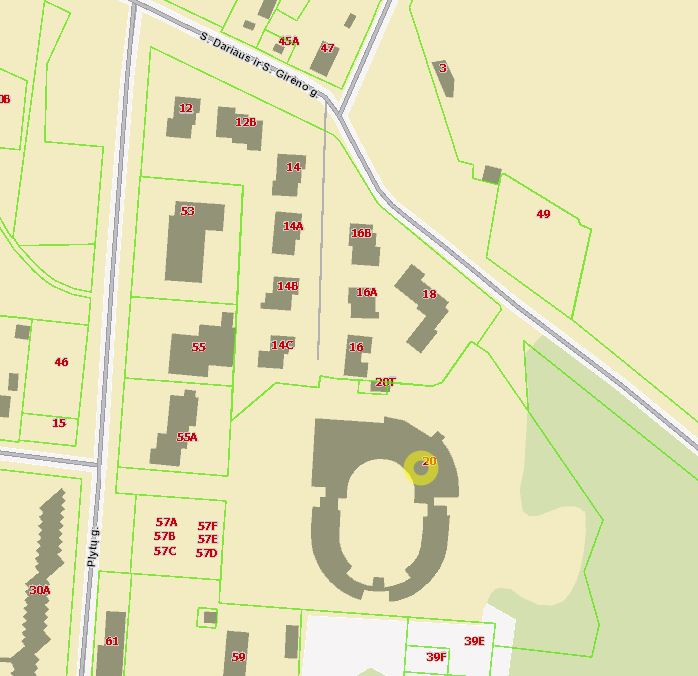 45A
47
S. Dariaus ir S. Girėno g.
3
0B
12
12B
14
53
14A
16B
49
14B
16A
18
55
14C
16
46
20T
15
55A
20
57A
57F
57B
57E
57C
57D
Plytų g.
30A
61
59
39E
39F